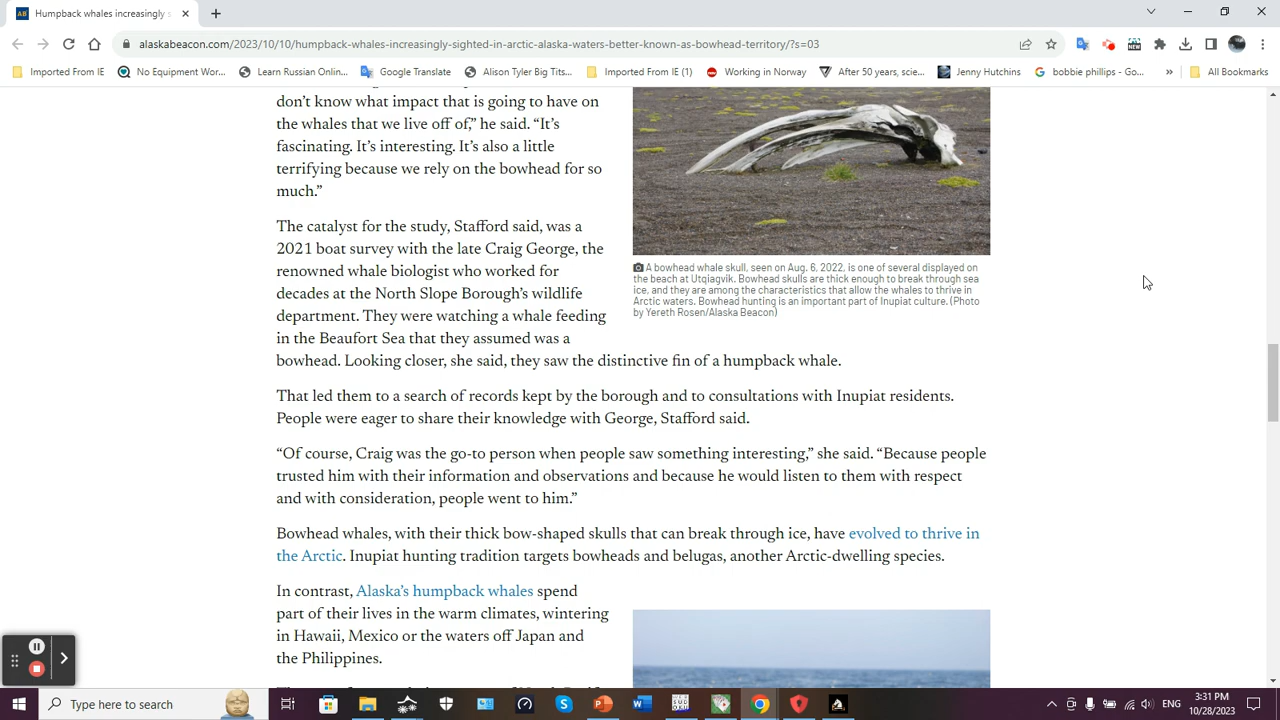 Humpback whales increasingly s
alaskabeacon.com/2023/10/10/humpback-whales-increasingly-sighted-in-arctic-alaska-waters-better-known-as-bowhead-territory/?s=03
Imported From IE
No Equipment Wor...
Learn Russian Onlin...
Google Translate
Alison Tyler Big Tits...
Imported From IE (1)
Working in Norway
After 50 years, scie...
Jenny Hutchins
bobbie phillips - Go...
»
All Bookmarks
don’t know what impact that is going to have on
the whales that we live off of,” he said. “It’s
fascinating. It’s interesting. It’s also a little
terrifying because we rely on the bowhead for so
much.”
The catalyst for the study, Stafford said, was a
2021 boat survey with the late Craig George, the
renowned whale biologist who worked for
decades at the North Slope Borough’s wildlife
department. They were watching a whale feeding
in the Beaufort Sea that they assumed was a
bowhead. Looking closer, she said, they saw the distinctive fin of a humpback whale.
A bowhead whale skull, seen on Aug. 6, 2022, is one of several displayed on
the beach at Utqiagvik. Bowhead skulls are thick enough to break through sea
ice, and they are among the characteristics that allow the whales to thrive in
Arctic waters. Bowhead hunting is an important part of Inupiat culture. (Photo
by Yereth Rosen/Alaska Beacon)
That led them to a search of records kept by the borough and to consultations with Inupiat residents.
People were eager to share their knowledge with George, Stafford said.
“Of course, Craig was the go-to person when people saw something interesting,” she said. “Because people
trusted him with their information and observations and because he would listen to them with respect
and with consideration, people went to him.”
Bowhead whales, with their thick bow-shaped skulls that can break through ice, have evolved to thrive in
the Arctic. Inupiat hunting tradition targets bowheads and belugas, another Arctic-dwelling species.
In contrast, Alaska’s humpback whales spend
part of their lives in the warm climates, wintering
in Hawaii, Mexico or the waters off Japan and
the Philippines.
Type here to search
ENG
3:31 PM
10/28/2023